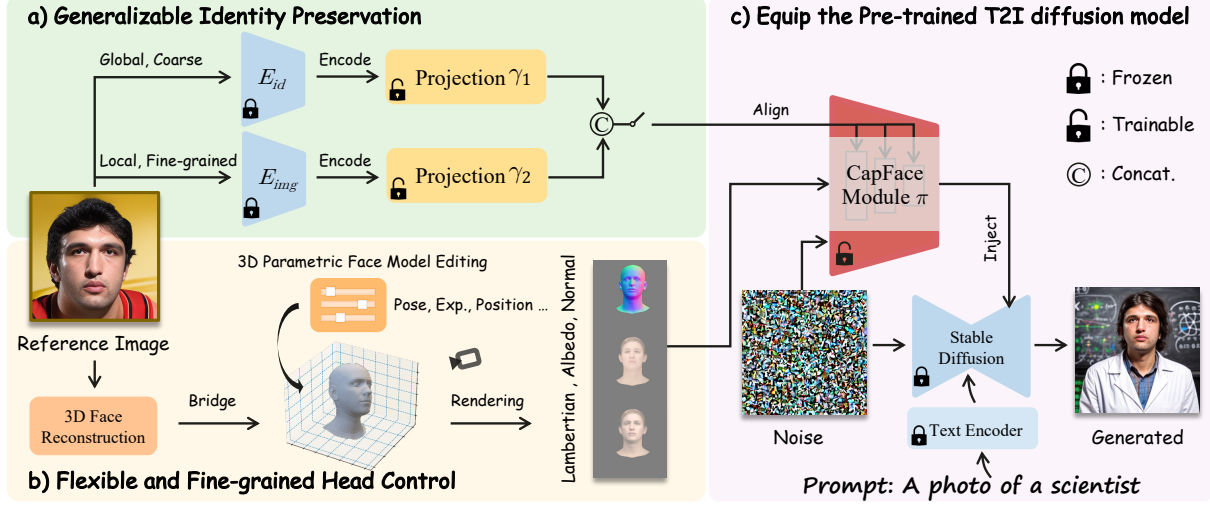 a) Generalizable Identity Preservation
Global, Coarse
E_id
Encode
Projection γ1
Local, Fine-grained
E_img
Encode
Projection γ2
©
Reference Image
3D Face
Reconstruction
Bridge
3D Parametric Face Model Editing
Pose, Exp., Position ...
Rendering
Lambertian , Albedo, Normal
b) Flexible and Fine-grained Head Control
c) Equip the Pre-trained T2I diffusion model
: Frozen
: Trainable
© : Concat.
Align
CapFace
Module π
Inject
Noise
Stable
Diffusion
Text Encoder
Generated
Prompt: A photo of a scientist